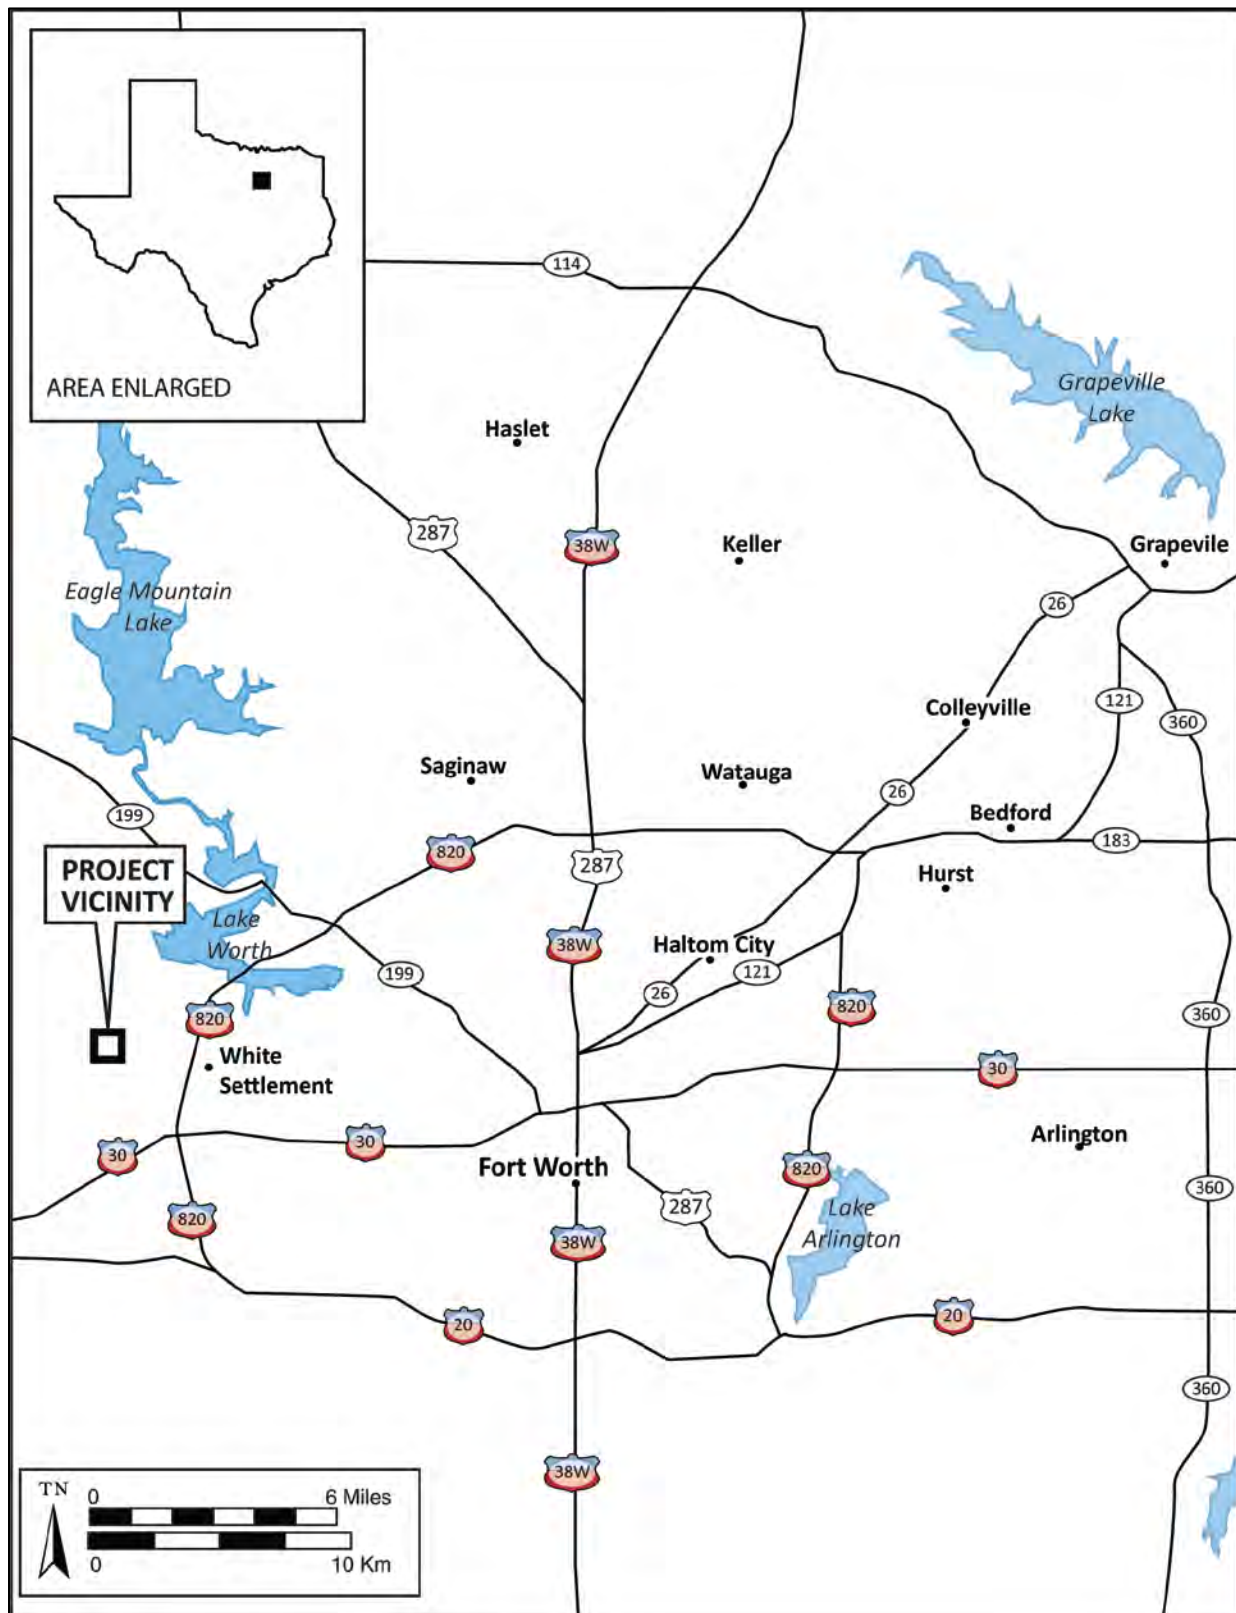 AREA ENLARGED
114
Grapeville
Lake
Haslet
287
38W
Keller
Grapevile
Eagle Mountain
Lake
26
121
360
Colleyville
Saginaw
Watauga
26
Bedford
199
820
183
PROJECT
VICINITY
287
Hurst
Lake
Worth
38W
Haltom City
199
121
26
820
820
360
White
Settlement
30
30
30
Arlington
Fort Worth
820
360
820
287
Lake
Arlington
38W
20
20
360
38W
TN
0
6 Miles
0
10 Km